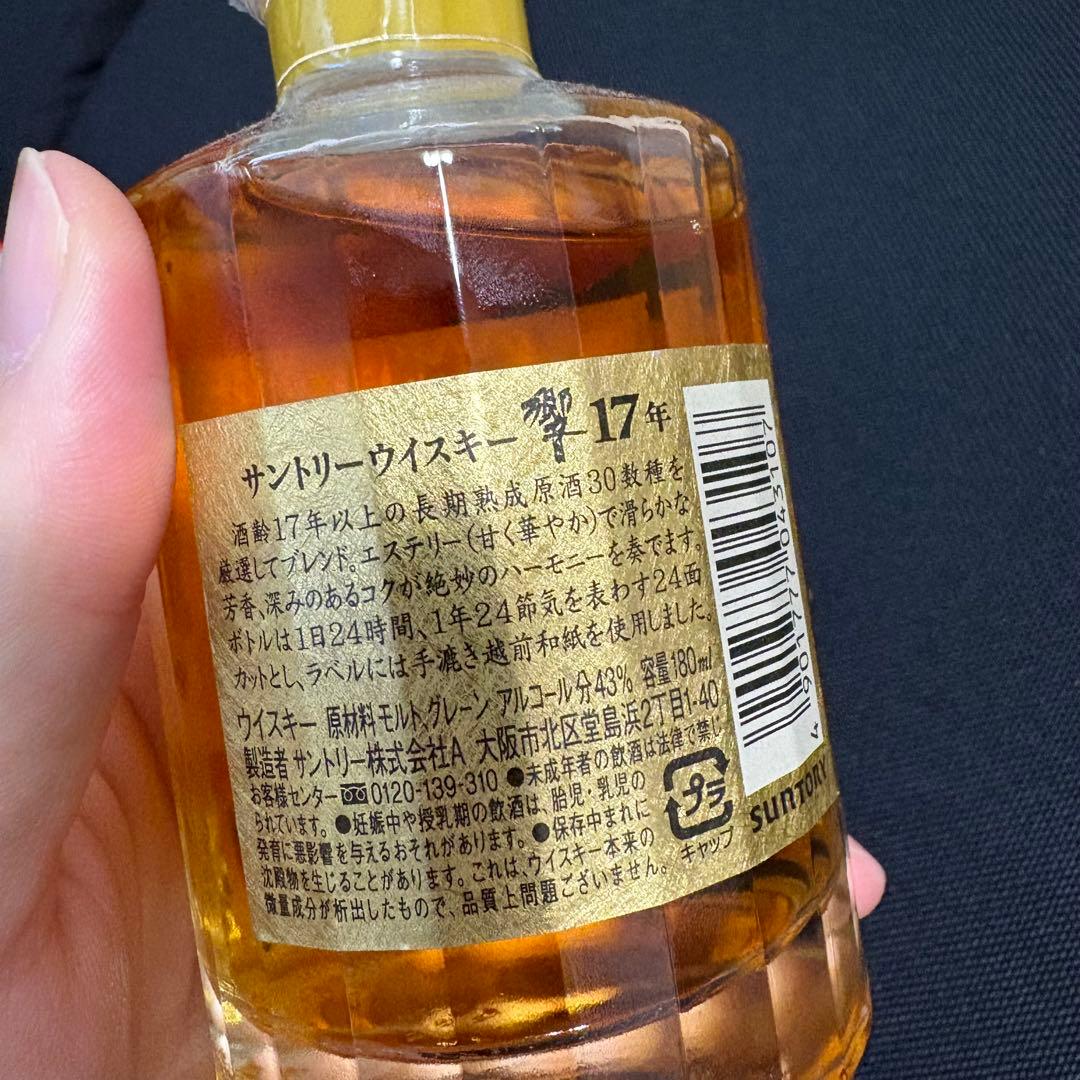 サントリーウイスキー 響 17年
酒齢17年以上の長期熟成原酒30数種を
厳選してブレンド。エステリー(甘く華やか)で滑らかな
芳香、深みのあるコクが絶妙のハーモニーを奏でます。
ボトルは1日24時間、1年24節気を表わす24面
カットとし、ラベルには手漉き越前和紙を使用しました。
ウイスキー 原材料 モルト、グレーン アルコール分43% 容量180ml
製造者 サントリー株式会社A 大阪市北区堂島浜2丁目1-40
お客様センター 0120-139-310 ●未成年者の飲酒は法律で禁じ
られています。●妊娠中や授乳期の飲酒は、胎児・乳児の
発育に悪影響を与えるおそれがあります。●保存中まれに
沈殿物を生じることがあります。これは、ウイスキー本来の
微量成分が析出したもので、品質上問題ございません。
プラ
キャップ
4 901777 043107
SUNTORY